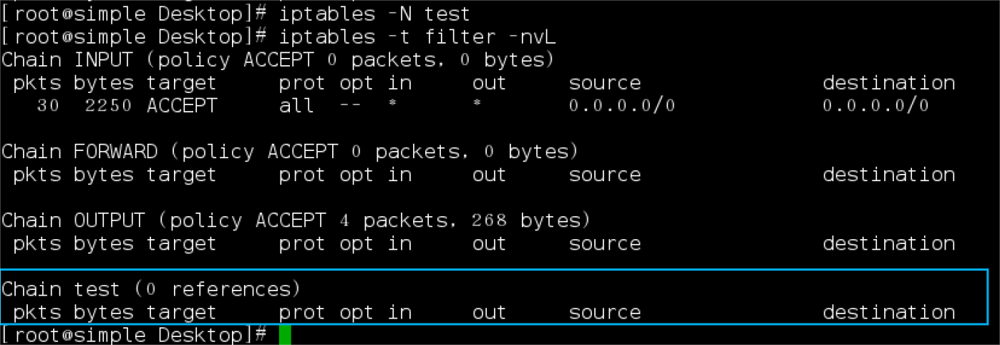 [root@simple Desktop]# iptables -N test
[root@simple Desktop]# iptables -t filter -nvL
Chain INPUT (policy ACCEPT 0 packets, 0 bytes)
pkts bytes target prot opt in out source destination
30 2250 ACCEPT all -- * * 0.0.0.0/0 0.0.0.0/0
Chain FORWARD (policy ACCEPT 0 packets, 0 bytes)
pkts bytes target prot opt in out source destination
Chain OUTPUT (policy ACCEPT 4 packets, 268 bytes)
pkts bytes target prot opt in out source destination
Chain test (0 references)
pkts bytes target prot opt in out source destination
[root@simple Desktop]#